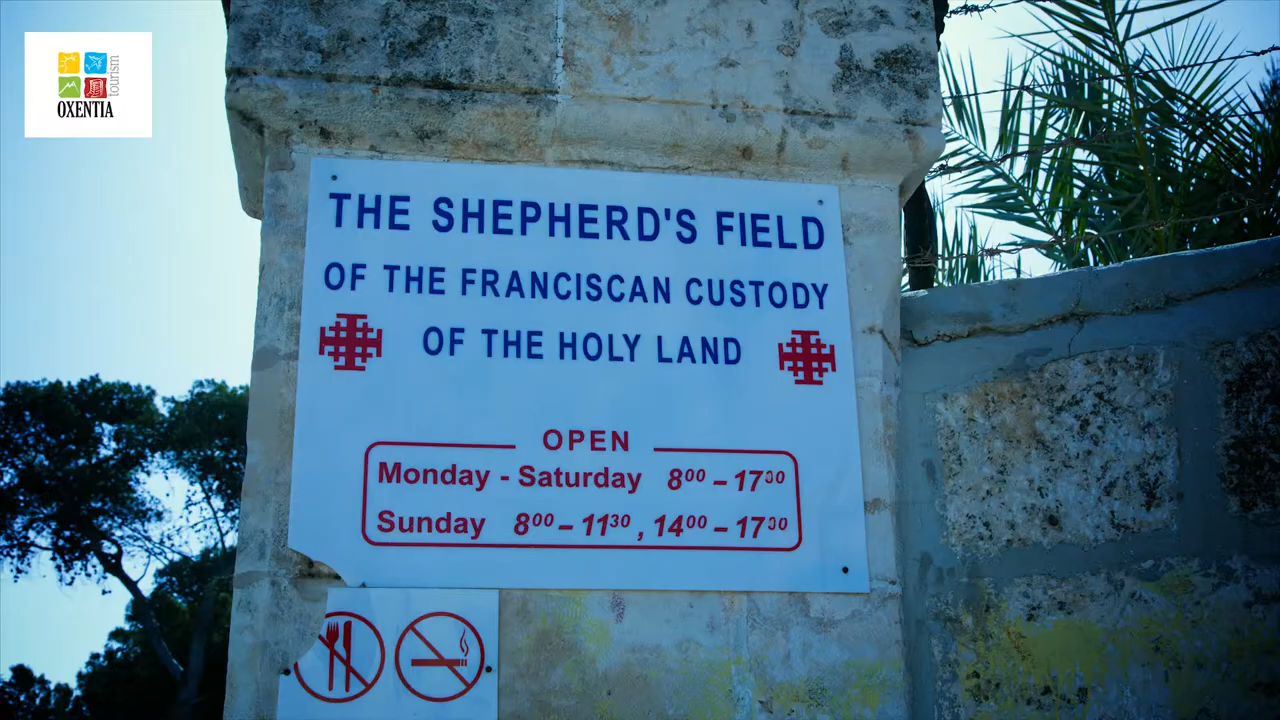 OXENTIA
tourism
THE SHEPHERD'S FIELD
OF THE FRANCISCAN CUSTODY
OF THE HOLY LAND
OPEN
Monday - Saturday 8⁰⁰ – 17³⁰
Sunday 8⁰⁰ – 11³⁰ , 14⁰⁰ – 17³⁰